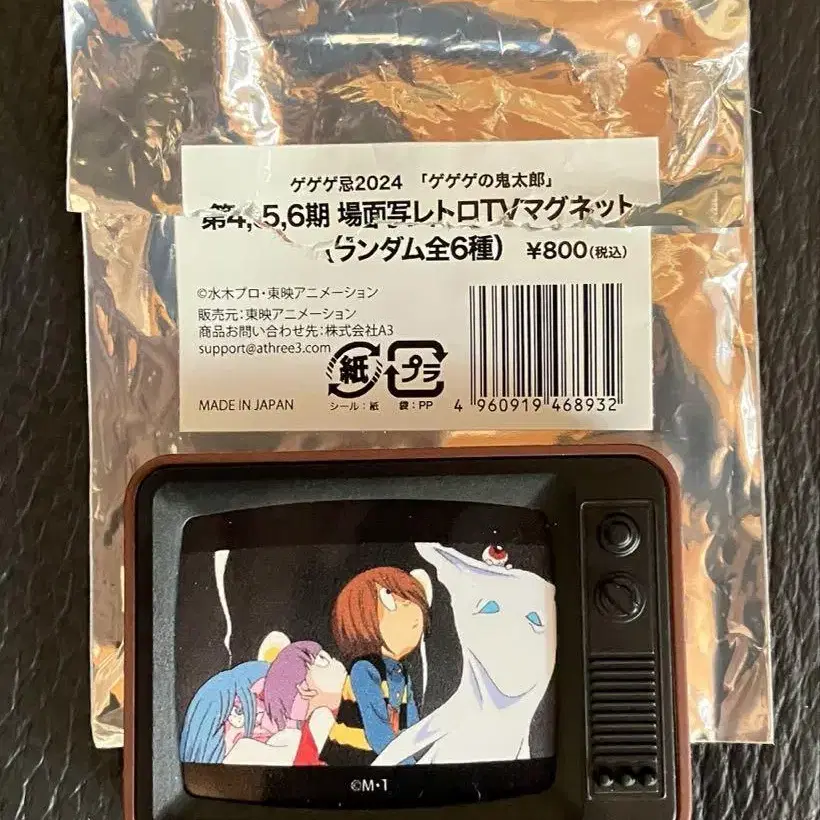 ゲゲゲ忌2024 「ゲゲゲの鬼太郎」
第4,5,6期 場面写レトロTVマグネット
(ランダム全6種) ¥800(税込)
©水木プロ・東映アニメーション
販売元:東映アニメーション
商品お問い合わせ先:株式会社A3
support@athree3.com
紙 プラ
シール:紙 袋:PP
MADE IN JAPAN
4 960919 468932
©M・T